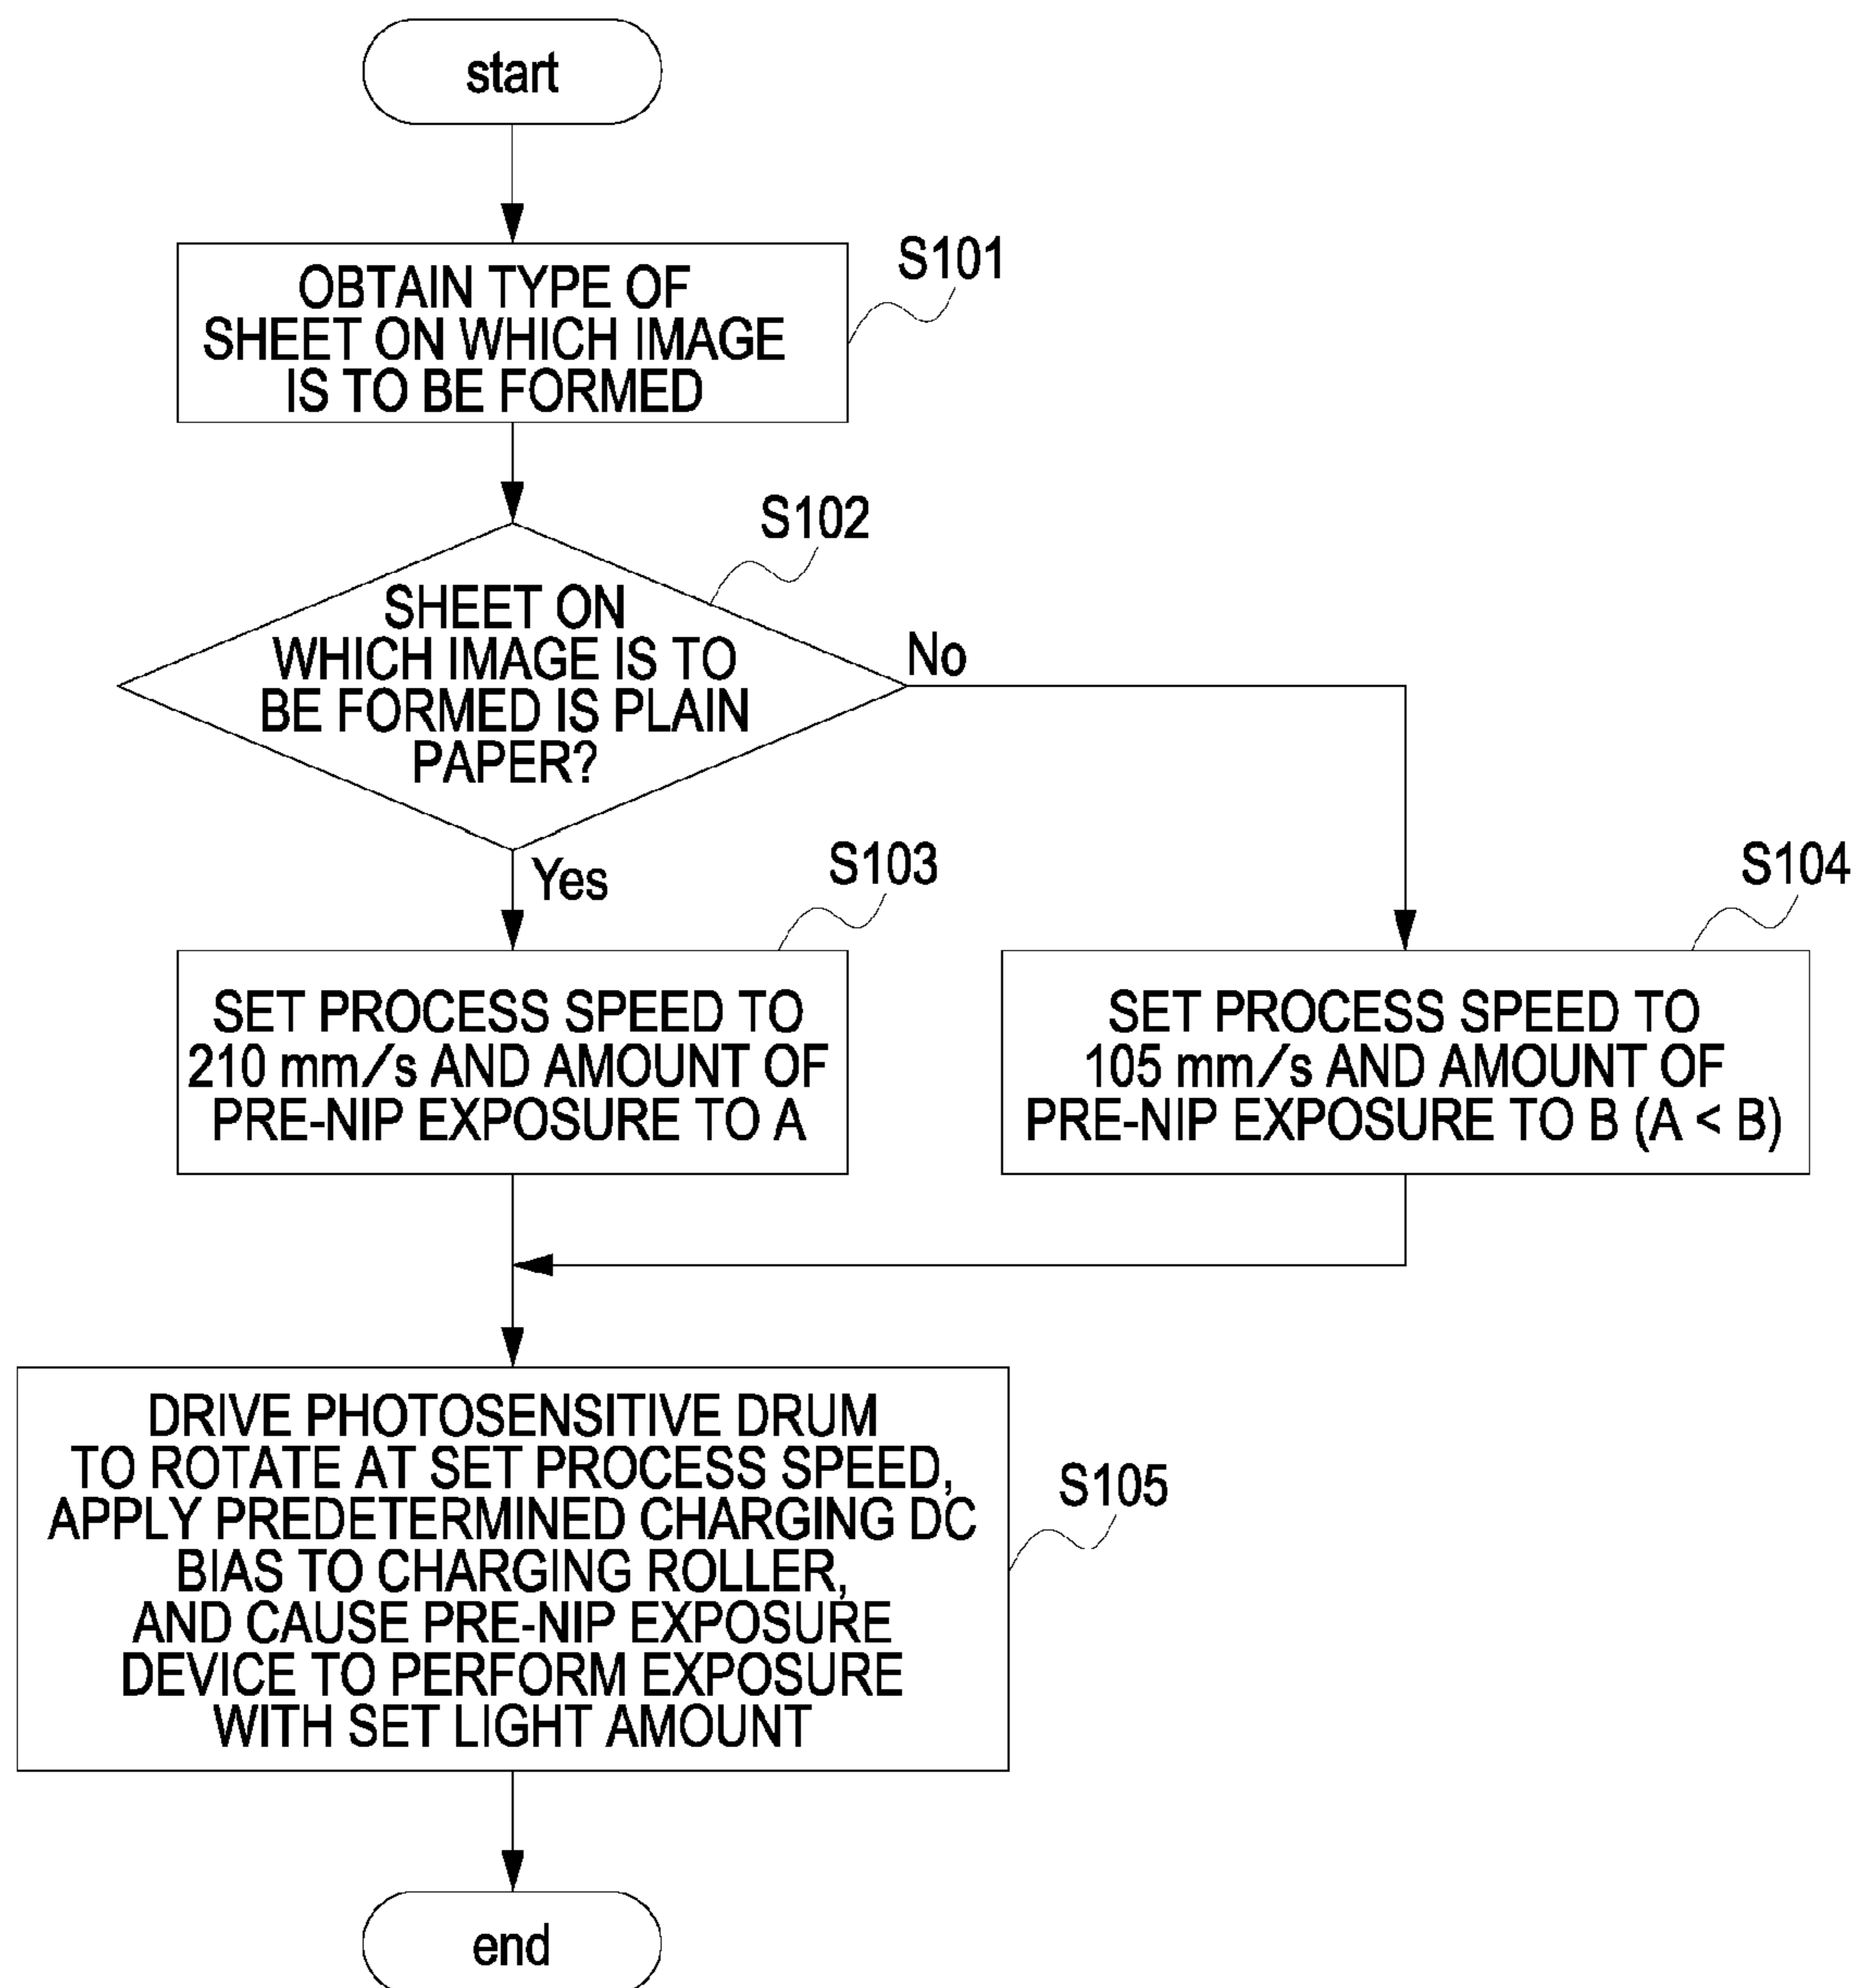 start
S101
OBTAIN TYPE OF
SHEET ON WHICH IMAGE
IS TO BE FORMED
S102
SHEET ON
WHICH IMAGE IS TO
BE FORMED IS PLAIN
PAPER?
No
Yes
S103
SET PROCESS SPEED TO
210 mm/s AND AMOUNT OF
PRE-NIP EXPOSURE TO A
S104
SET PROCESS SPEED TO
105 mm/s AND AMOUNT OF
PRE-NIP EXPOSURE TO B (A < B)
DRIVE PHOTOSENSITIVE DRUM
TO ROTATE AT SET PROCESS SPEED,
APPLY PREDETERMINED CHARGING DC
BIAS TO CHARGING ROLLER,
AND CAUSE PRE-NIP EXPOSURE
DEVICE TO PERFORM EXPOSURE
WITH SET LIGHT AMOUNT
S105
end